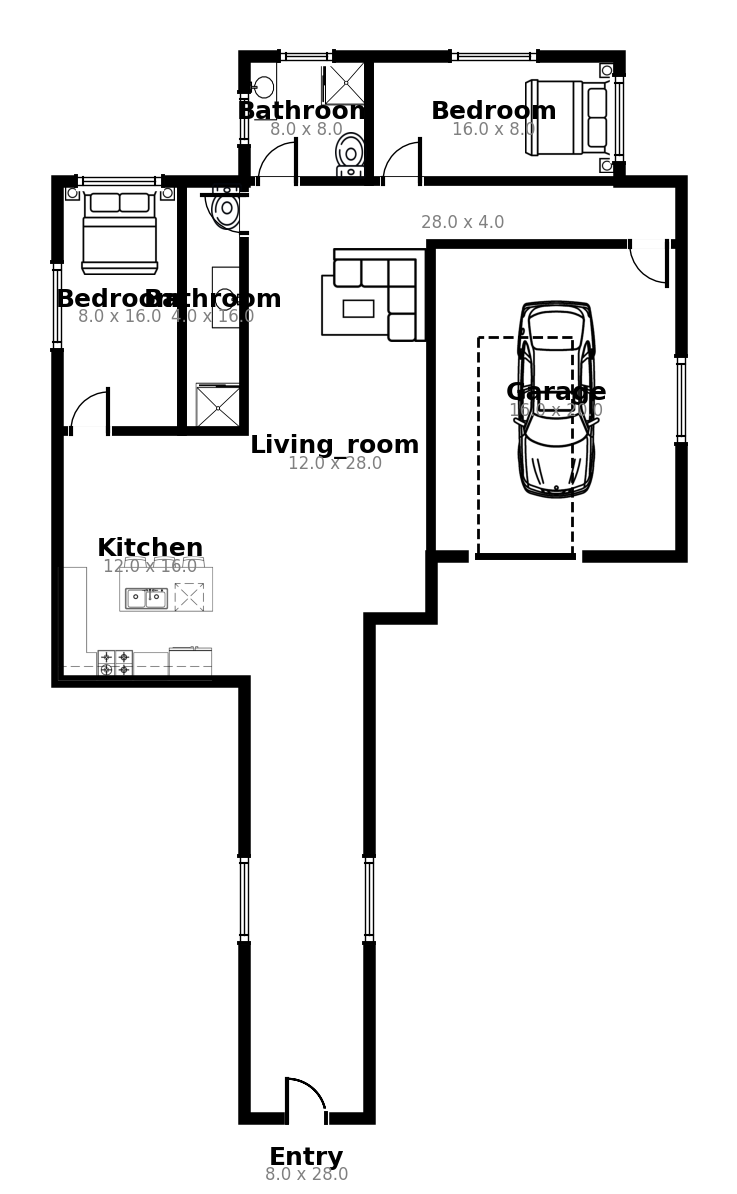 Bathroom
8.0 x 8.0
Bedroom
16.0 x 8.0
28.0 x 4.0
Bedroom
8.0 x 16.0
Bathroom
4.0 x 16.0
Garage
16.0 x 20.0
Living_room
12.0 x 28.0
Kitchen
12.0 x 16.0
Entry
8.0 x 28.0